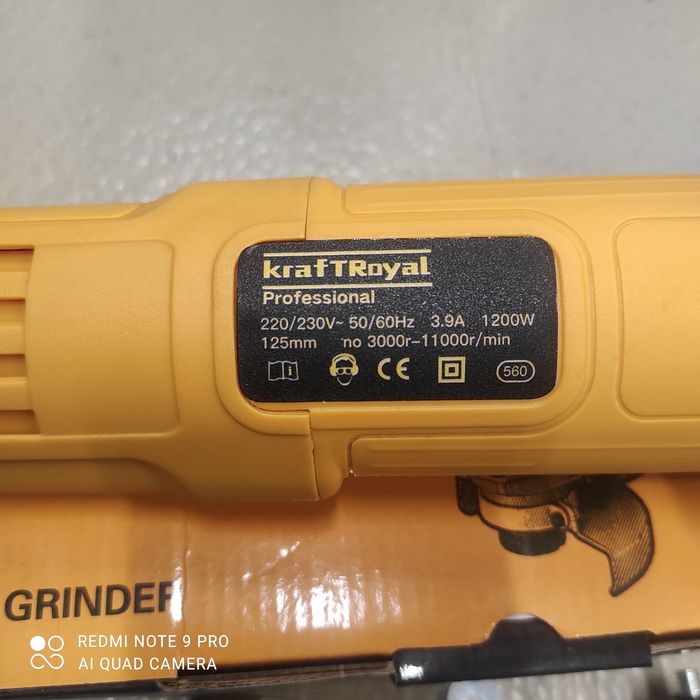 krafTRoyal
Professional
220/230V~ 50/60Hz 3.9A 1200W
125mm no 3000r-11000r/min
CE 560
GRINDER
REDMI NOTE 9 PRO
AI QUAD CAMERA